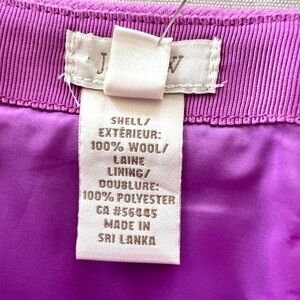 SHELL/
EXTÉRIEUR:
100% WOOL/
LAINE
LINING/
DOUBLURE:
100% POLYESTER
CA #56445
MADE IN
SRI LANKA